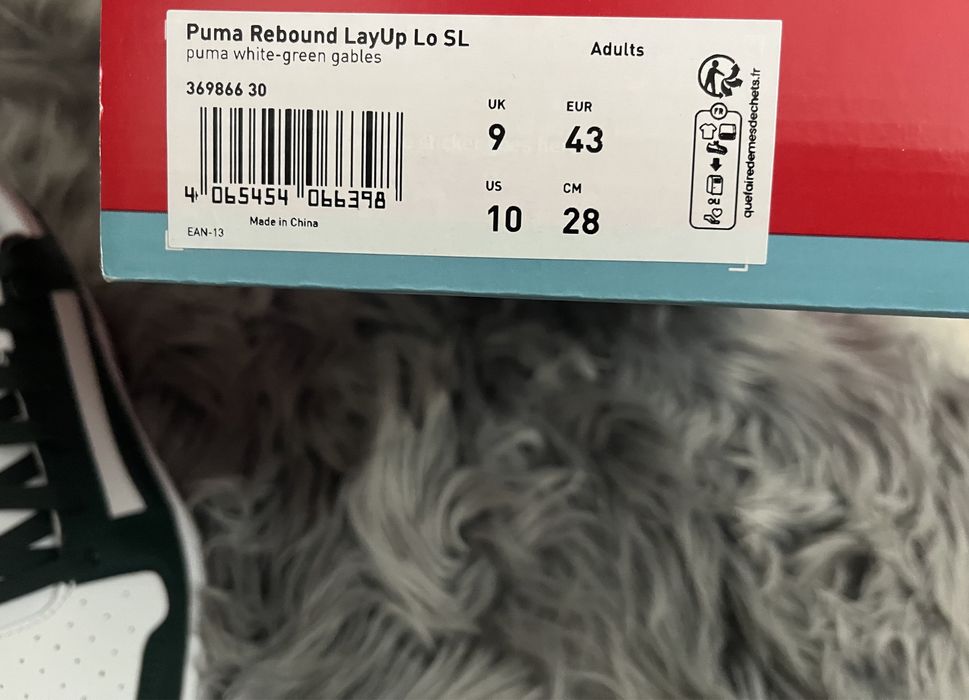 Puma Rebound LayUp Lo SL
puma white-green gables
Adults
369866 30
UK
9
EUR
43
US
10
CM
28
4 065454 066398
Made in China
EAN-13
FR
quefairedemesdechets.fr